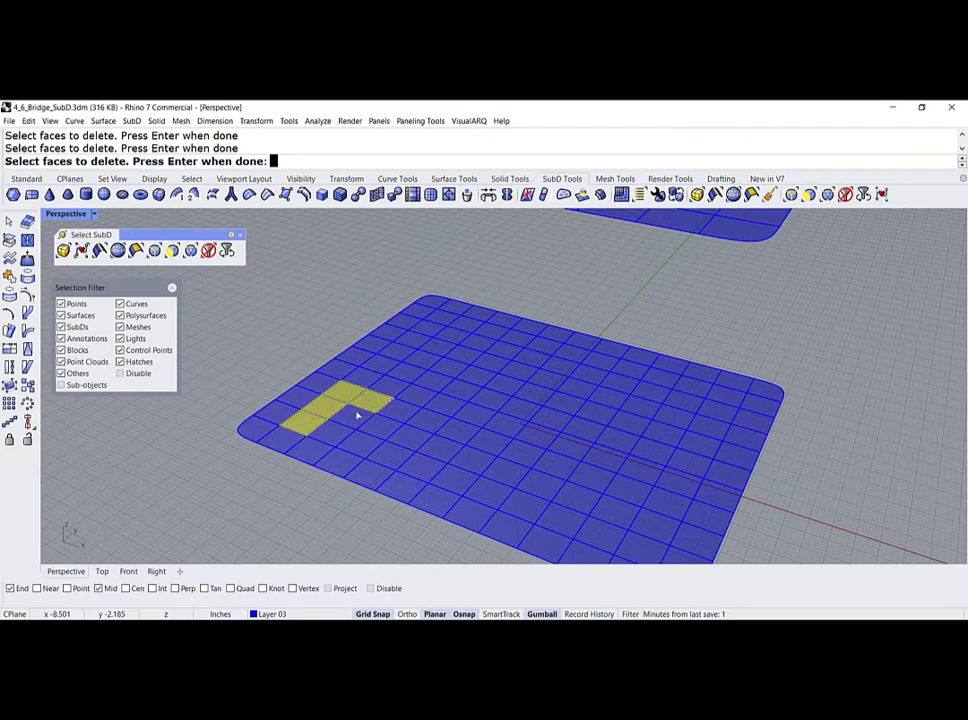 4_6_Bridge_SubD.3dm (316 KB) - Rhino 7 Commercial - [Perspective]
File Edit View Curve Surface SubD Solid Mesh Dimension Transform Tools Analyze Render Panels Paneling Tools VisualARQ Help
Select faces to delete. Press Enter when done
Select faces to delete. Press Enter when done
Select faces to delete. Press Enter when done:
Standard CPlanes Set View Display Select Viewport Layout Visibility Transform Curve Tools Surface Tools Solid Tools SubD Tools Mesh Tools Render Tools Drafting New in V7
Perspective
Select SubD
Selection Filter
Points Curves
Surfaces Polysurfaces
SubDs Meshes
Annotations Lights
Blocks Control Points
Point Clouds Hatches
Others Disable
Sub-objects
z
y
x
Perspective Top Front Right
End Near Point Mid Cen Int Perp Tan Quad Knot Vertex Project Disable
CPlane x -8.501 y -2.185 z Inches Layer 03 Grid Snap Ortho Planar Osnap SmartTrack Gumball Record History Filter Minutes from last save: 1